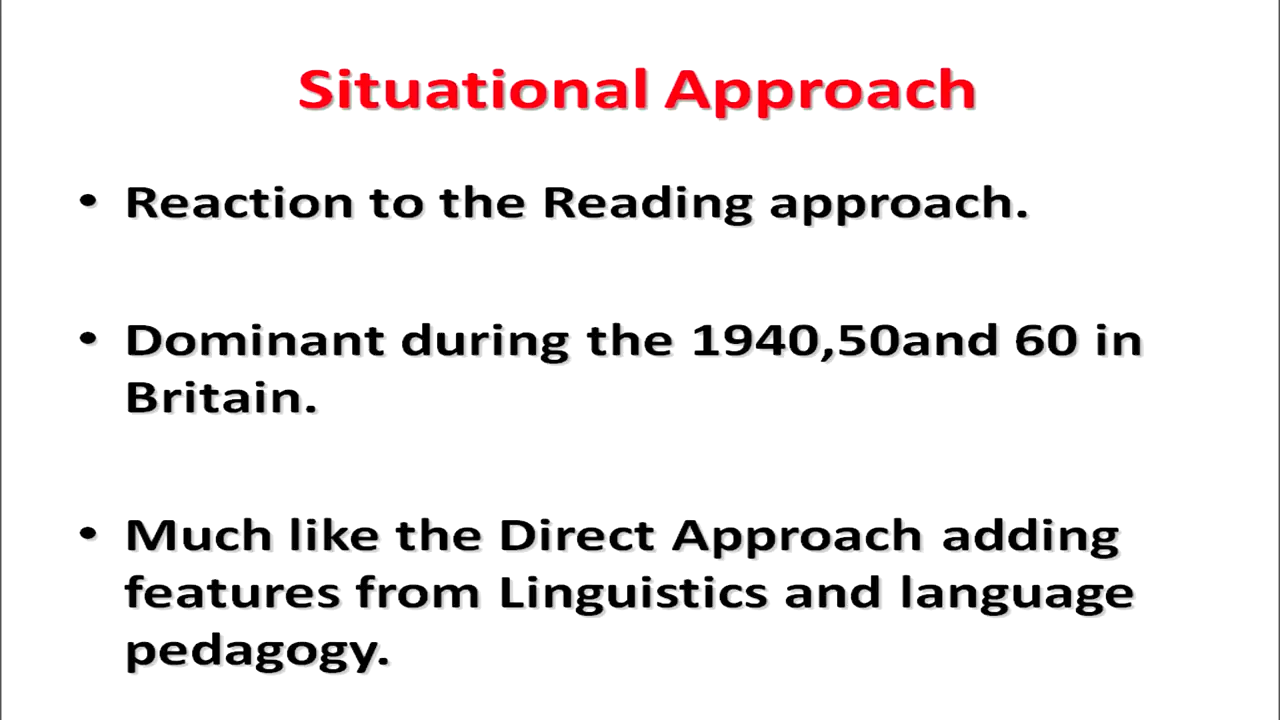 Situational Approach
• Reaction to the Reading approach.
• Dominant during the 1940,50and 60 in
Britain.
• Much like the Direct Approach adding
features from Linguistics and language
pedagogy.